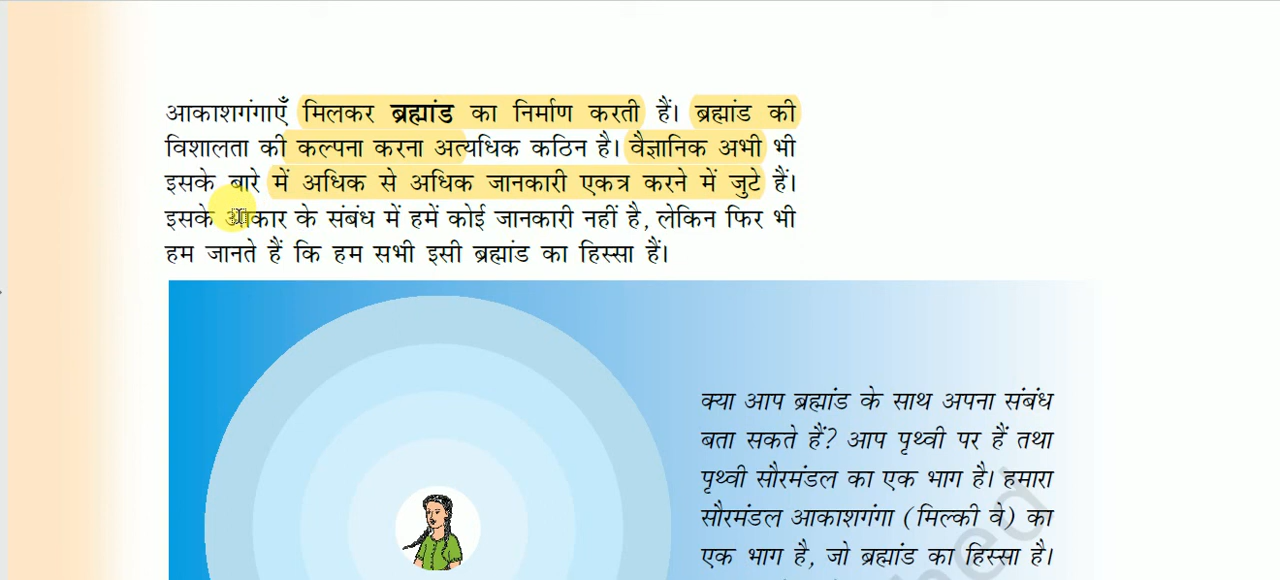 आकाशगंगाएँ मिलकर ब्रह्मांड का निर्माण करती हैं। ब्रह्मांड की
विशालता की कल्पना करना अत्यधिक कठिन है। वैज्ञानिक अभी भी
इसके बारे में अधिक से अधिक जानकारी एकत्र करने में जुटे हैं।
इसके आकार के संबंध में हमें कोई जानकारी नहीं है, लेकिन फिर भी
हम जानते हैं कि हम सभी इसी ब्रह्मांड का हिस्सा हैं।
क्या आप ब्रह्मांड के साथ अपना संबंध
बता सकते हैं? आप पृथ्वी पर हैं तथा
पृथ्वी सौरमंडल का एक भाग है। हमारा
सौरमंडल आकाशगंगा (मिल्की वे) का
एक भाग है, जो ब्रह्मांड का हिस्सा है।